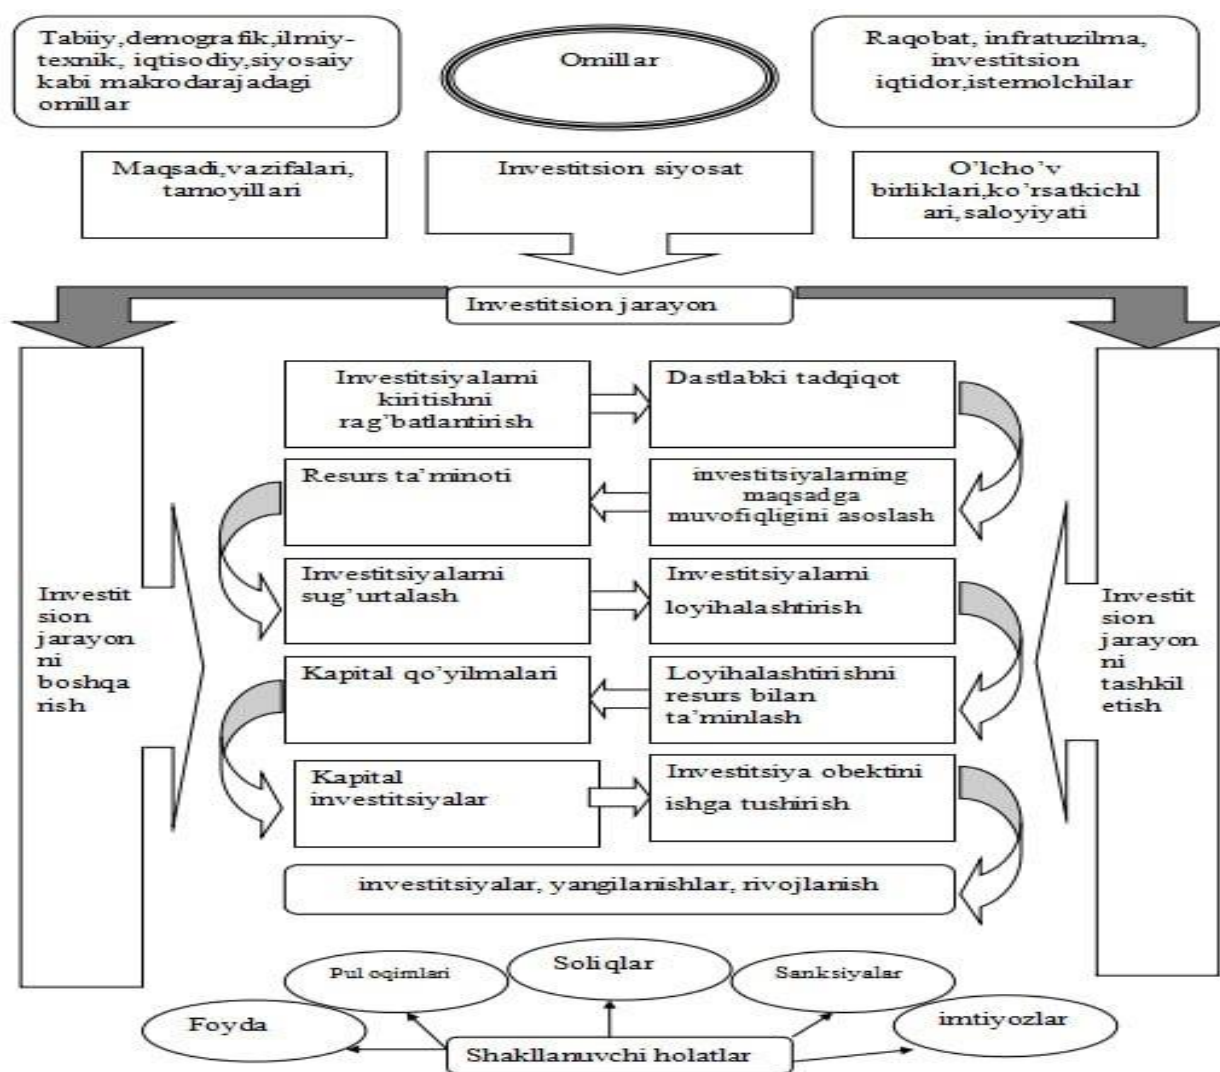 Tabiiy,demografik,ilmiy-
texnik, iqtisodiy,siyosaiy
kabi makrodarajadagi
omillar
Omillar
Raqobat, infratuzilma,
investitsion
iqtidor,istemolchilar
Maqsadi,vazifalari,
tamoyillari
Investitsion siyosat
O’lcho’v
birliklari,ko’rsatkichl
ari,saloyiyati
Investitsion jarayon
Investitsiyalarni
kiritishni
rag’batlantirish
Dastlabki tadqiqot
Resurs ta’minoti
investitsiyalarning
maqsadga
muvofiqligini asoslash
Investitsiyalarni
sug’urtalash
Investitsiyalarni
loyihalashtirish
Kapital qo’yilmalari
Loyihalashtirishni
resurs bilan
ta’minlash
Kapital
investitsiyalar
Investitsiya obektini
ishga tushirish
Investit
sion
jarayon
ni
boshqa
rish
Investit
sion
jarayon
ni
tashkil
etish
investitsiyalar, yangilanishlar, rivojlanish
Foyda
Pul oqimlari
Soliqlar
Sanksiyalar
imtiyozlar
Shakllanuvchi holatlar